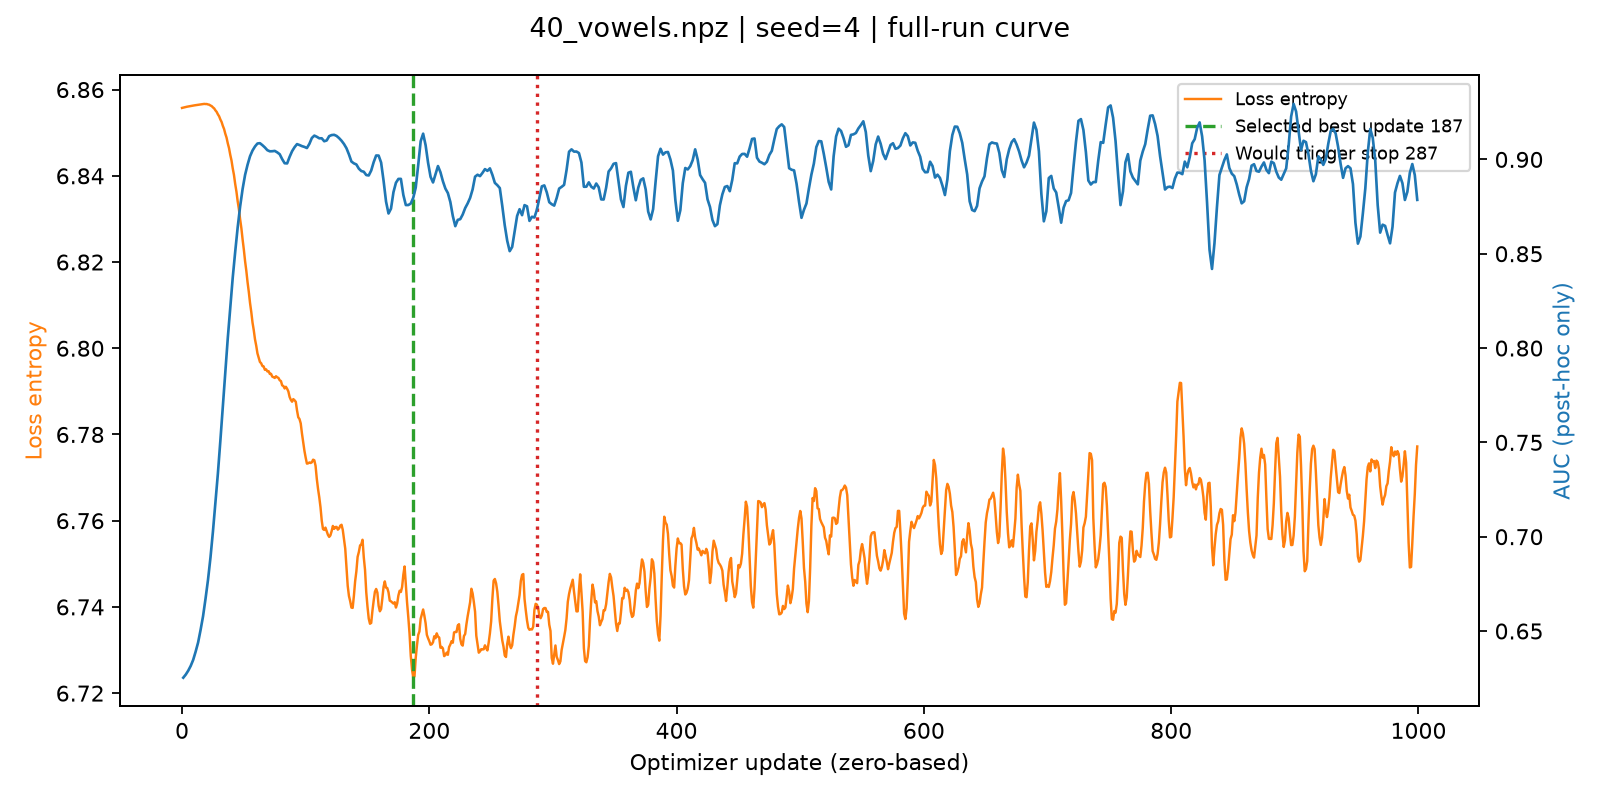 40_vowels.npz | seed=4 | full-run curve
Loss entropy
Selected best update 187
Would trigger stop 287
6.86
6.84
6.82
6.80
6.78
6.76
6.74
6.72
Loss entropy
0.90
0.85
0.80
0.75
0.70
0.65
AUC (post-hoc only)
0
200
400
600
800
1000
Optimizer update (zero-based)